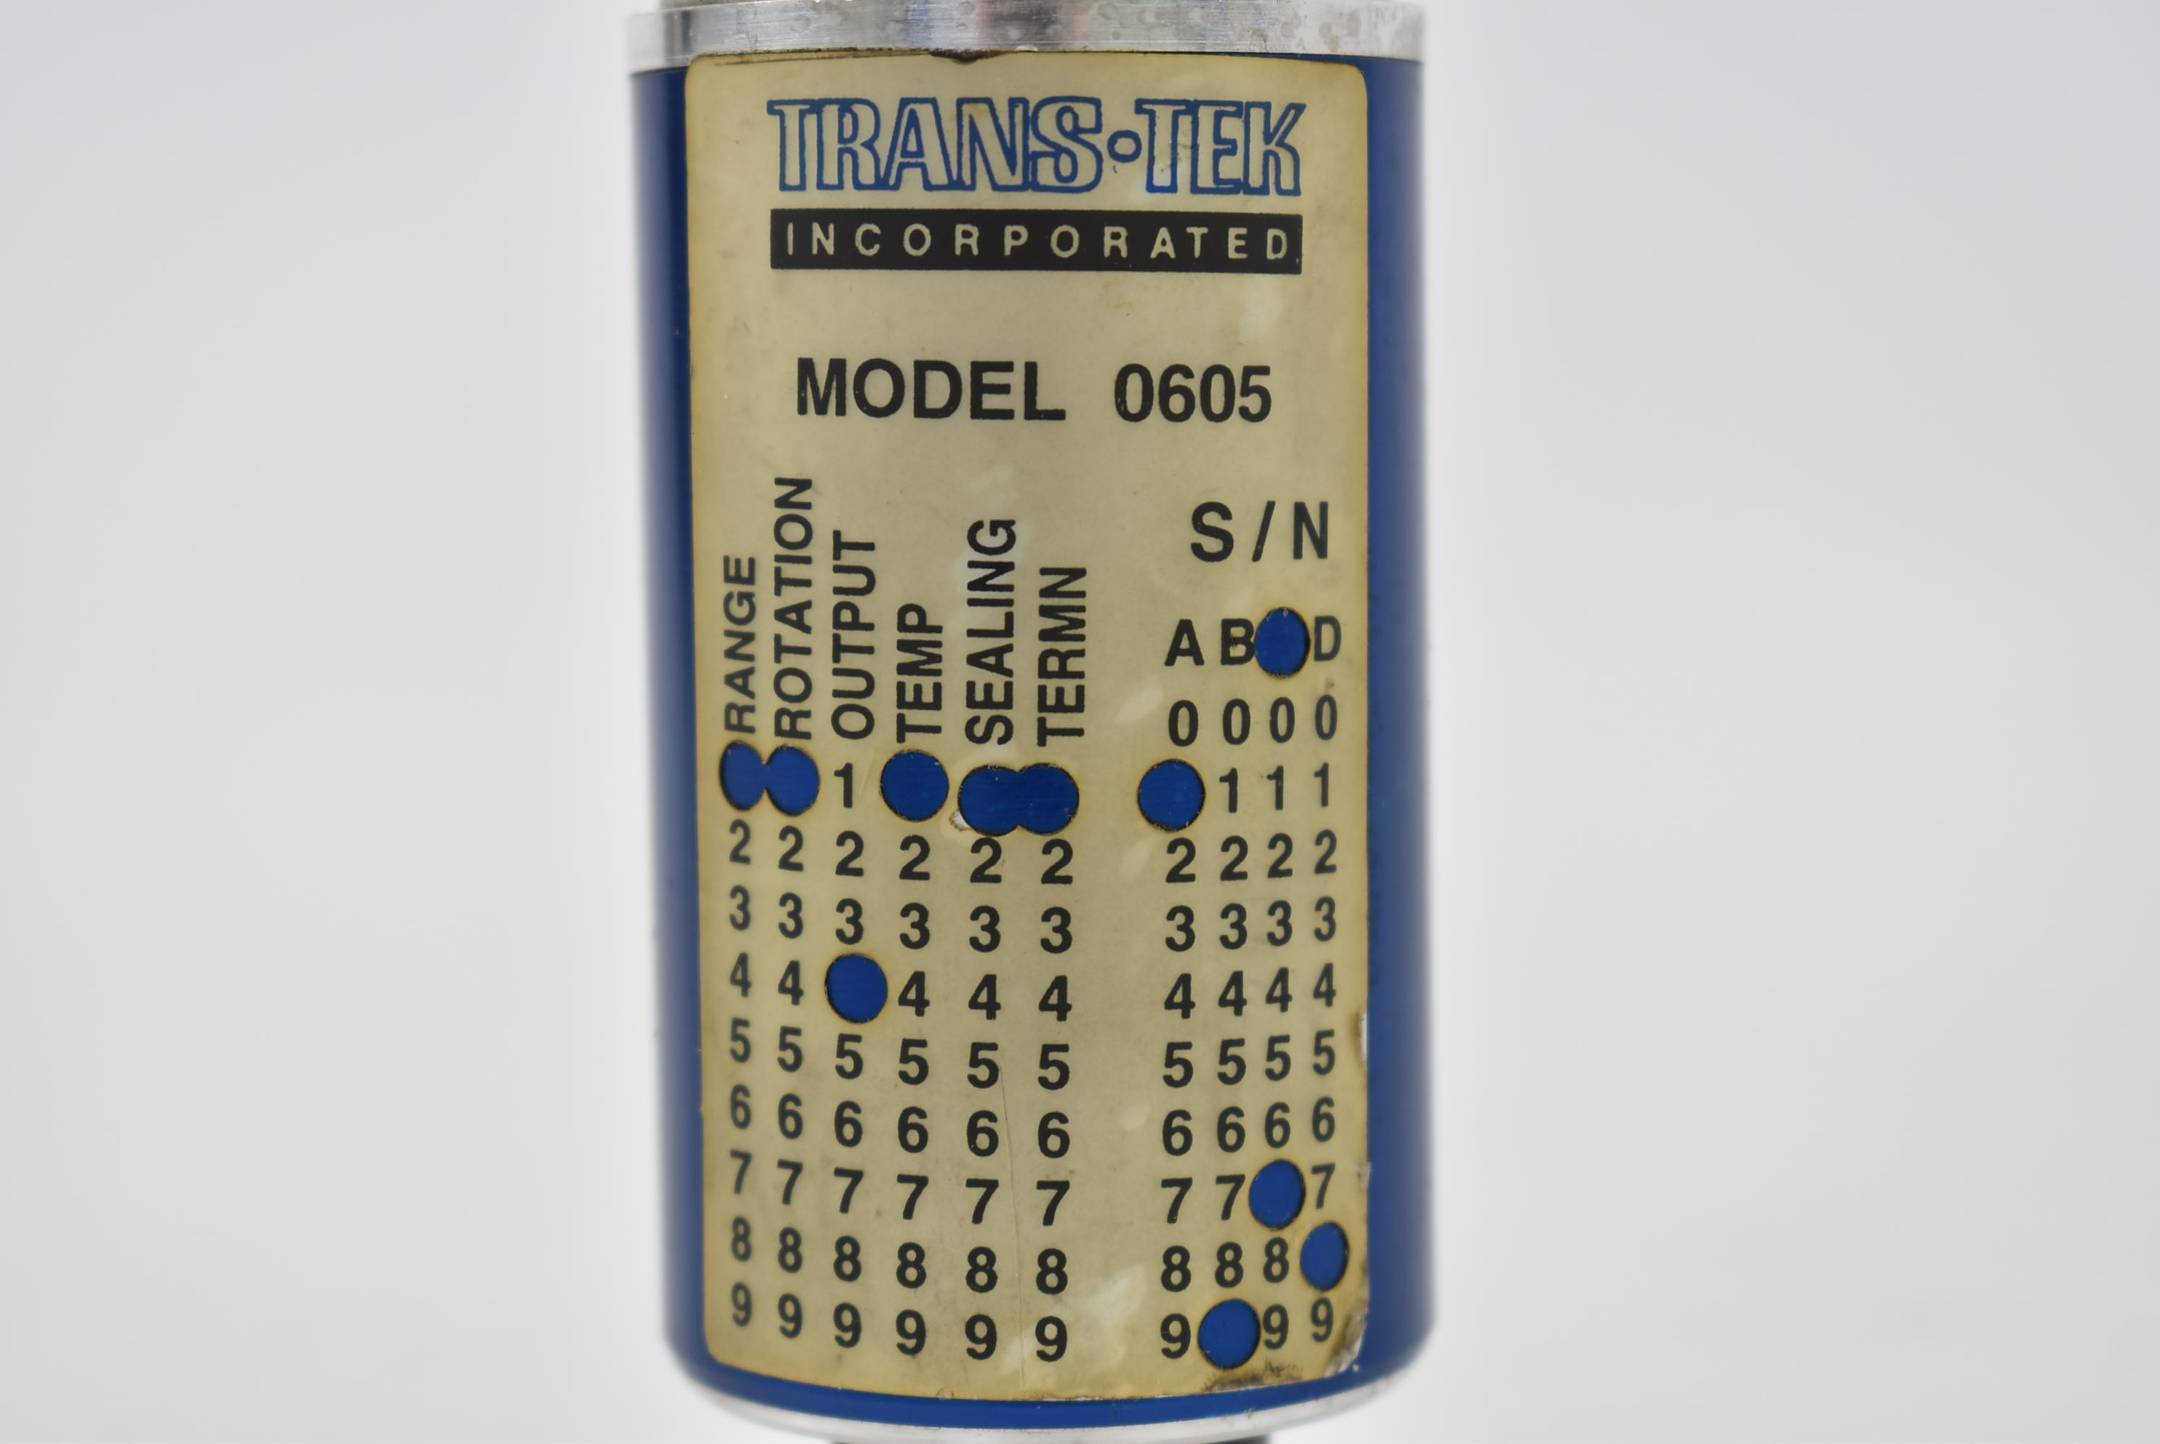 TRANS•TEK
INCORPORATED
MODEL 0605
RANGE ROTATION OUTPUT TEMP SEALING TERMN
S/N
A B D
0 0 0 0
1 1 1 1
2 2 2 2 2 2 2 2 2 2
3 3 3 3 3 3 3 3 3 3
4 4 4 4 4 4 4 4 4
5 5 5 5 5 5 5 5 5 5
6 6 6 6 6 6 6 6 6 6
7 7 7 7 7 7 7 7 7
8 8 8 8 8 8 8 8 8
9 9 9 9 9 9 9 9 9